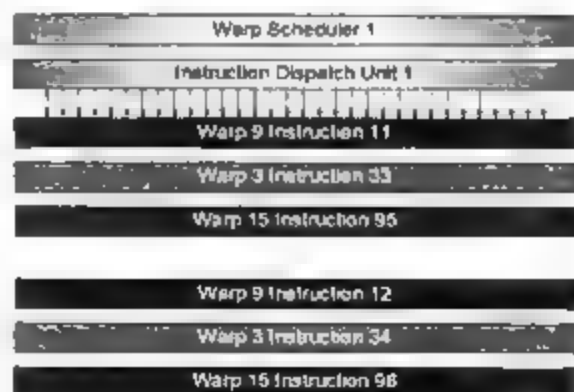 Warp Scheduler 1
Instruction Dispatch Unit 1
Warp 9 Instruction 11
Warp 3 Instruction 33
Warp 15 Instruction 95
Warp 9 Instruction 12
Warp 3 Instruction 34
Warp 15 Instruction 96